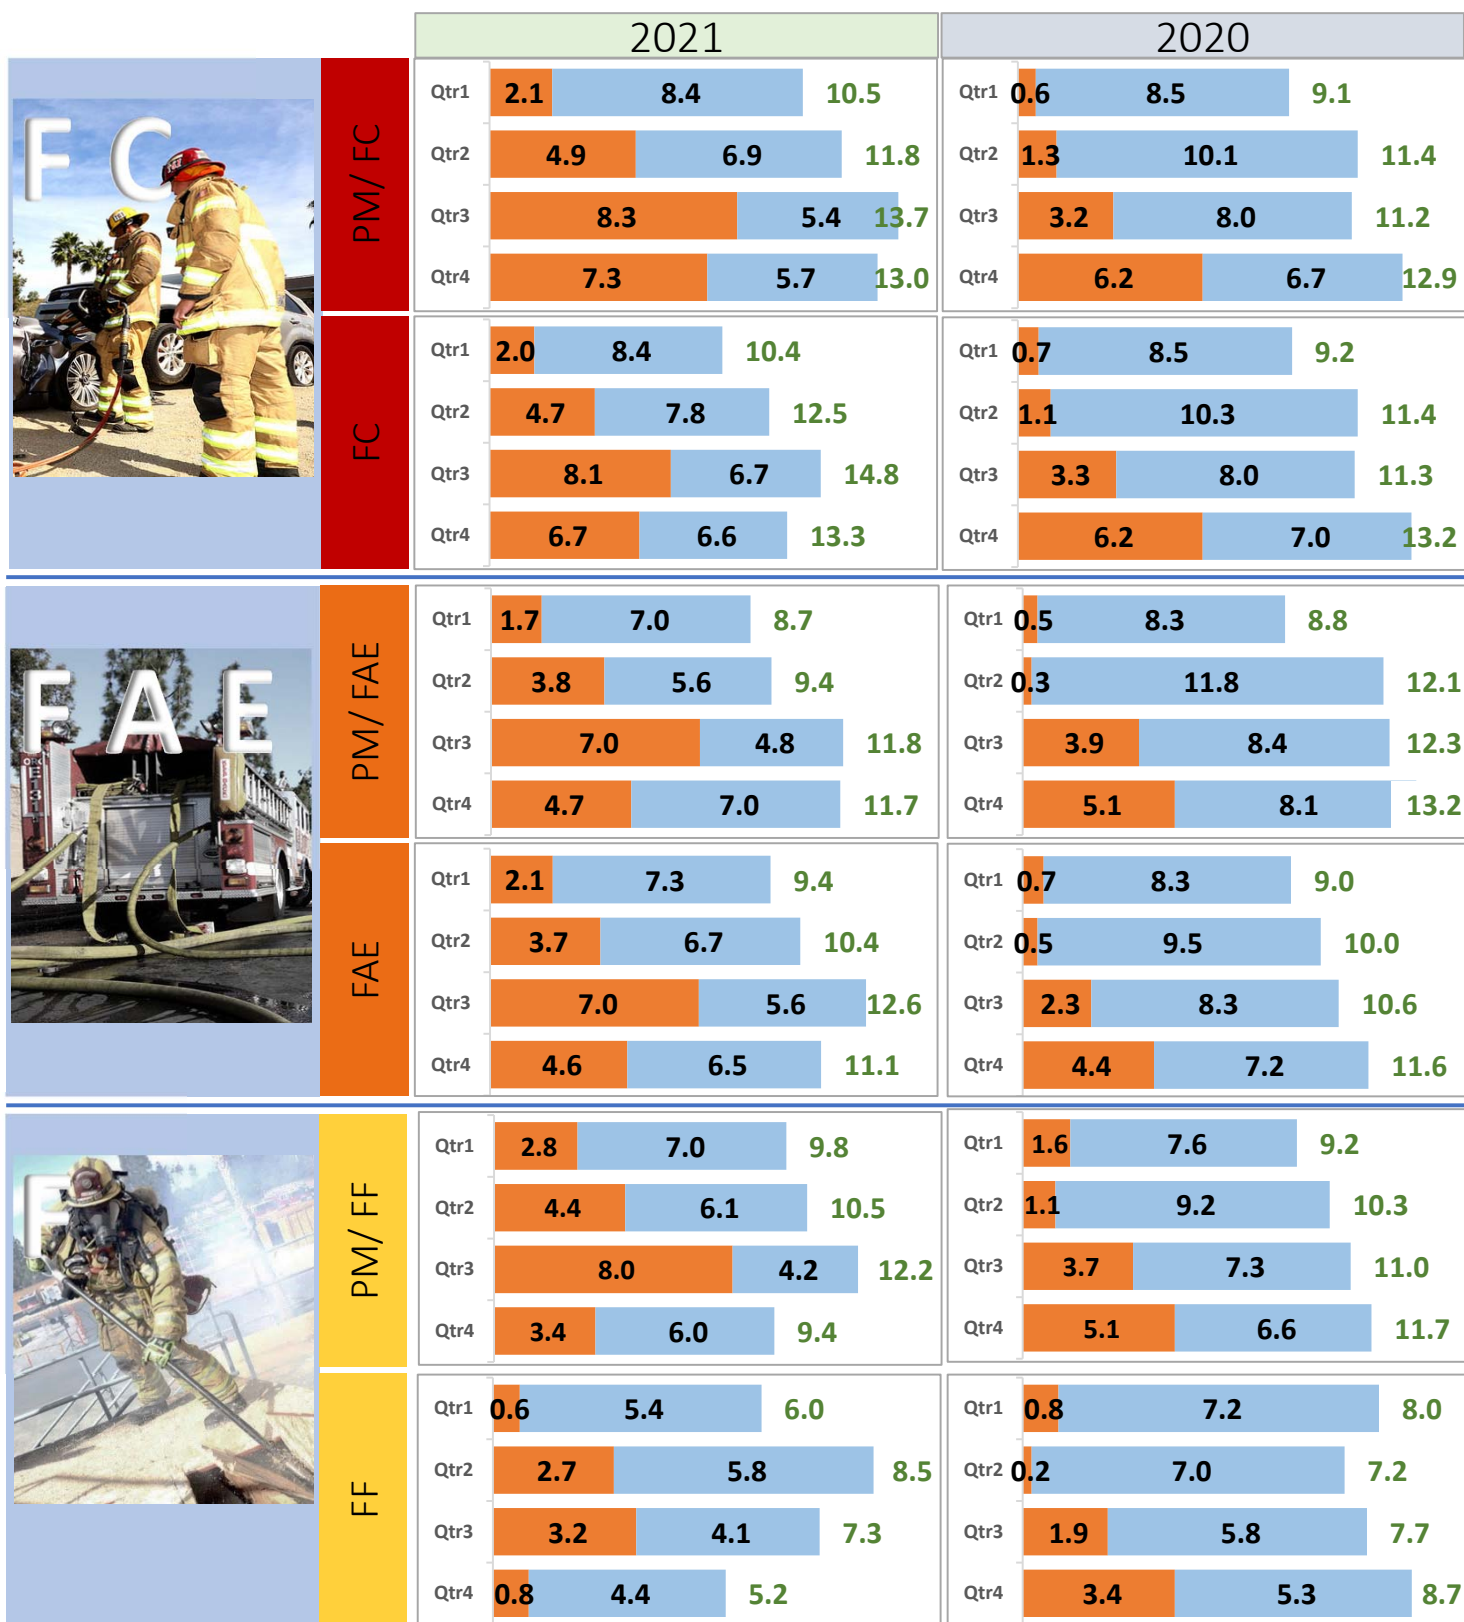 2021 2020
F C
PM/ FC
Qtr1 2.1 8.4 10.5
Qtr2 4.9 6.9 11.8
Qtr3 8.3 5.4 13.7
Qtr4 7.3 5.7 13.0
Qtr1 0.6 8.5 9.1
Qtr2 1.3 10.1 11.4
Qtr3 3.2 8.0 11.2
Qtr4 6.2 6.7 12.9
FC
Qtr1 2.0 8.4 10.4
Qtr2 4.7 7.8 12.5
Qtr3 8.1 6.7 14.8
Qtr4 6.7 6.6 13.3
Qtr1 0.7 8.5 9.2
Qtr2 1.1 10.3 11.4
Qtr3 3.3 8.0 11.3
Qtr4 6.2 7.0 13.2
F A E
PM/ FAE
Qtr1 1.7 7.0 8.7
Qtr2 3.8 5.6 9.4
Qtr3 7.0 4.8 11.8
Qtr4 4.7 7.0 11.7
Qtr1 0.5 8.3 8.8
Qtr2 0.3 11.8 12.1
Qtr3 3.9 8.4 12.3
Qtr4 5.1 8.1 13.2
FAE
Qtr1 2.1 7.3 9.4
Qtr2 3.7 6.7 10.4
Qtr3 7.0 5.6 12.6
Qtr4 4.6 6.5 11.1
Qtr1 0.7 8.3 9.0
Qtr2 0.5 9.5 10.0
Qtr3 2.3 8.3 10.6
Qtr4 4.4 7.2 11.6
F
PM/ FF
Qtr1 2.8 7.0 9.8
Qtr2 4.4 6.1 10.5
Qtr3 8.0 4.2 12.2
Qtr4 3.4 6.0 9.4
Qtr1 1.6 7.6 9.2
Qtr2 1.1 9.2 10.3
Qtr3 3.7 7.3 11.0
Qtr4 5.1 6.6 11.7
FF
Qtr1 0.6 5.4 6.0
Qtr2 2.7 5.8 8.5
Qtr3 3.2 4.1 7.3
Qtr4 0.8 4.4 5.2
Qtr1 0.8 7.2 8.0
Qtr2 0.2 7.0 7.2
Qtr3 1.9 5.8 7.7
Qtr4 3.4 5.3 8.7